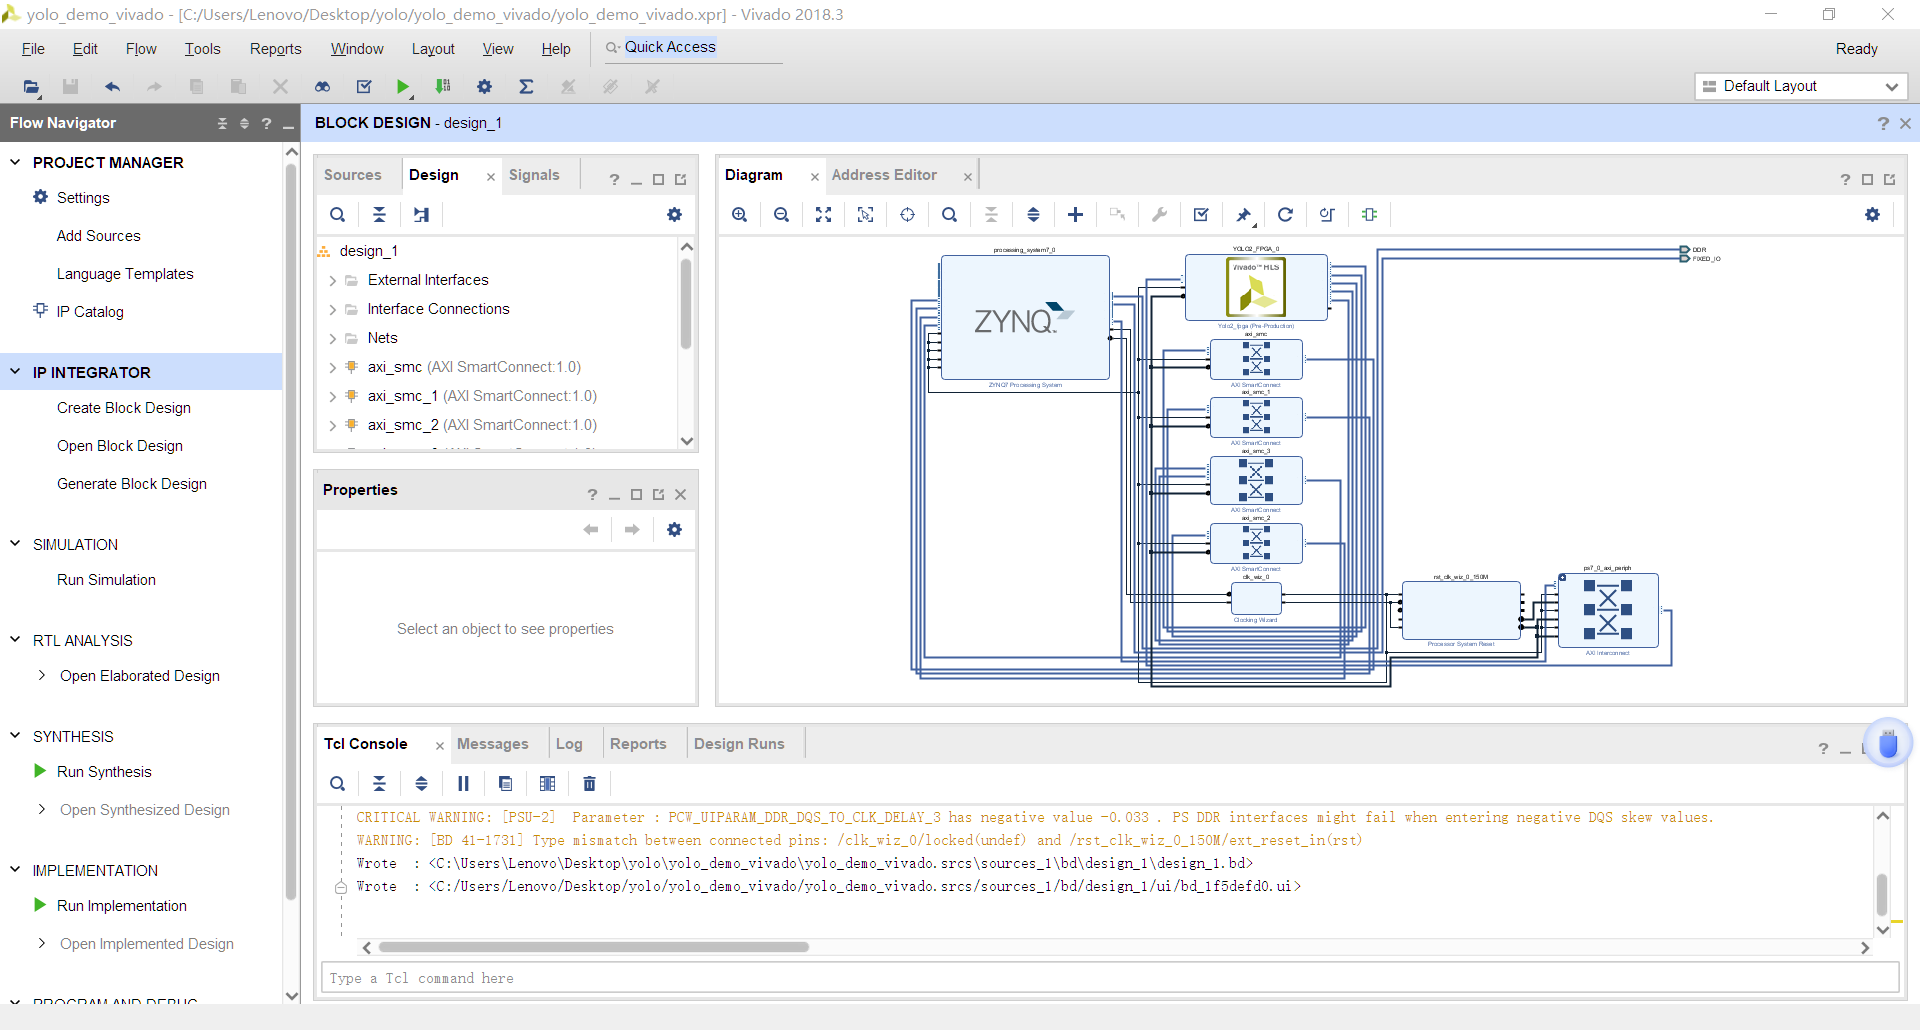 yolo_demo_vivado - [C:/Users/Lenovo/Desktop/yolo/yolo_demo_vivado/yolo_demo_vivado.xpr] - Vivado 2018.3
File Edit Flow Tools Reports Window Layout View Help Quick Access Ready
Default Layout
Flow Navigator
BLOCK DESIGN - design_1
PROJECT MANAGER
Settings
Add Sources
Language Templates
IP Catalog
IP INTEGRATOR
Create Block Design
Open Block Design
Generate Block Design
SIMULATION
Run Simulation
RTL ANALYSIS
Open Elaborated Design
SYNTHESIS
Run Synthesis
Open Synthesized Design
IMPLEMENTATION
Run Implementation
Open Implemented Design
PROGRAM AND DEBUG
Sources Design Signals
design_1
External Interfaces
Interface Connections
Nets
axi_smc (AXI SmartConnect:1.0)
axi_smc_1 (AXI SmartConnect:1.0)
axi_smc_2 (AXI SmartConnect:1.0)
Properties
Select an object to see properties
Diagram Address Editor
processing_system7_0
ZYNQ
ZYNQ7 Processing System
YOLO2_FPGA_0
Vivado™ HLS
Yolo2_fpga (Pre-Production)
axi_smc
AXI SmartConnect
axi_smc_1
AXI SmartConnect
axi_smc_3
AXI SmartConnect
axi_smc_2
AXI SmartConnect
clk_wiz_0
Clocking Wizard
rst_clk_wiz_0_150M
Processor System Reset
ps7_0_axi_periph
AXI Interconnect
DDR
FIXED_IO
Tcl Console Messages Log Reports Design Runs
CRITICAL WARNING: [PSU-2]  Parameter : PCW_UIPARAM_DDR_DQS_TO_CLK_DELAY_3 has negative value -0.033 . PS DDR interfaces might fail when entering negative DQS skew values.
WARNING: [BD 41-1731] Type mismatch between connected pins: /clk_wiz_0/locked(undef) and /rst_clk_wiz_0_150M/ext_reset_in(rst)
Wrote  : <C:\Users\Lenovo\Desktop\yolo\yolo_demo_vivado\yolo_demo_vivado.srcs\sources_1\bd\design_1\design_1.bd>
Wrote  : <C:/Users/Lenovo/Desktop/yolo/yolo_demo_vivado/yolo_demo_vivado.srcs/sources_1/bd/design_1/ui/bd_1f5defd0.ui>
Type a Tcl command here